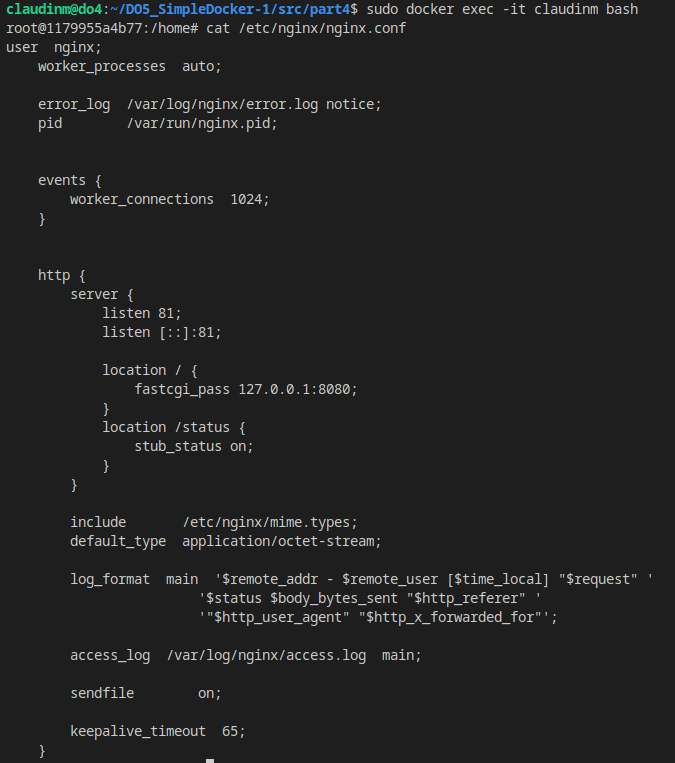 claudinm@do4:~/DO5_SimpleDocker-1/src/part4$ sudo docker exec -it claudinm bash
root@1179955a4b77:/home# cat /etc/nginx/nginx.conf
user  nginx;
    worker_processes  auto;

    error_log  /var/log/nginx/error.log notice;
    pid        /var/run/nginx.pid;


    events {
        worker_connections  1024;
    }


    http {
        server {
            listen 81;
            listen [::]:81;

            location / {
                fastcgi_pass 127.0.0.1:8080;
            }
            location /status {
                stub_status on;
            }
        }

        include       /etc/nginx/mime.types;
        default_type  application/octet-stream;

        log_format  main  '$remote_addr - $remote_user [$time_local] "$request" '
                        '$status $body_bytes_sent "$http_referer" '
                        '"$http_user_agent" "$http_x_forwarded_for"';

        access_log  /var/log/nginx/access.log  main;

        sendfile        on;

        keepalive_timeout  65;
    }